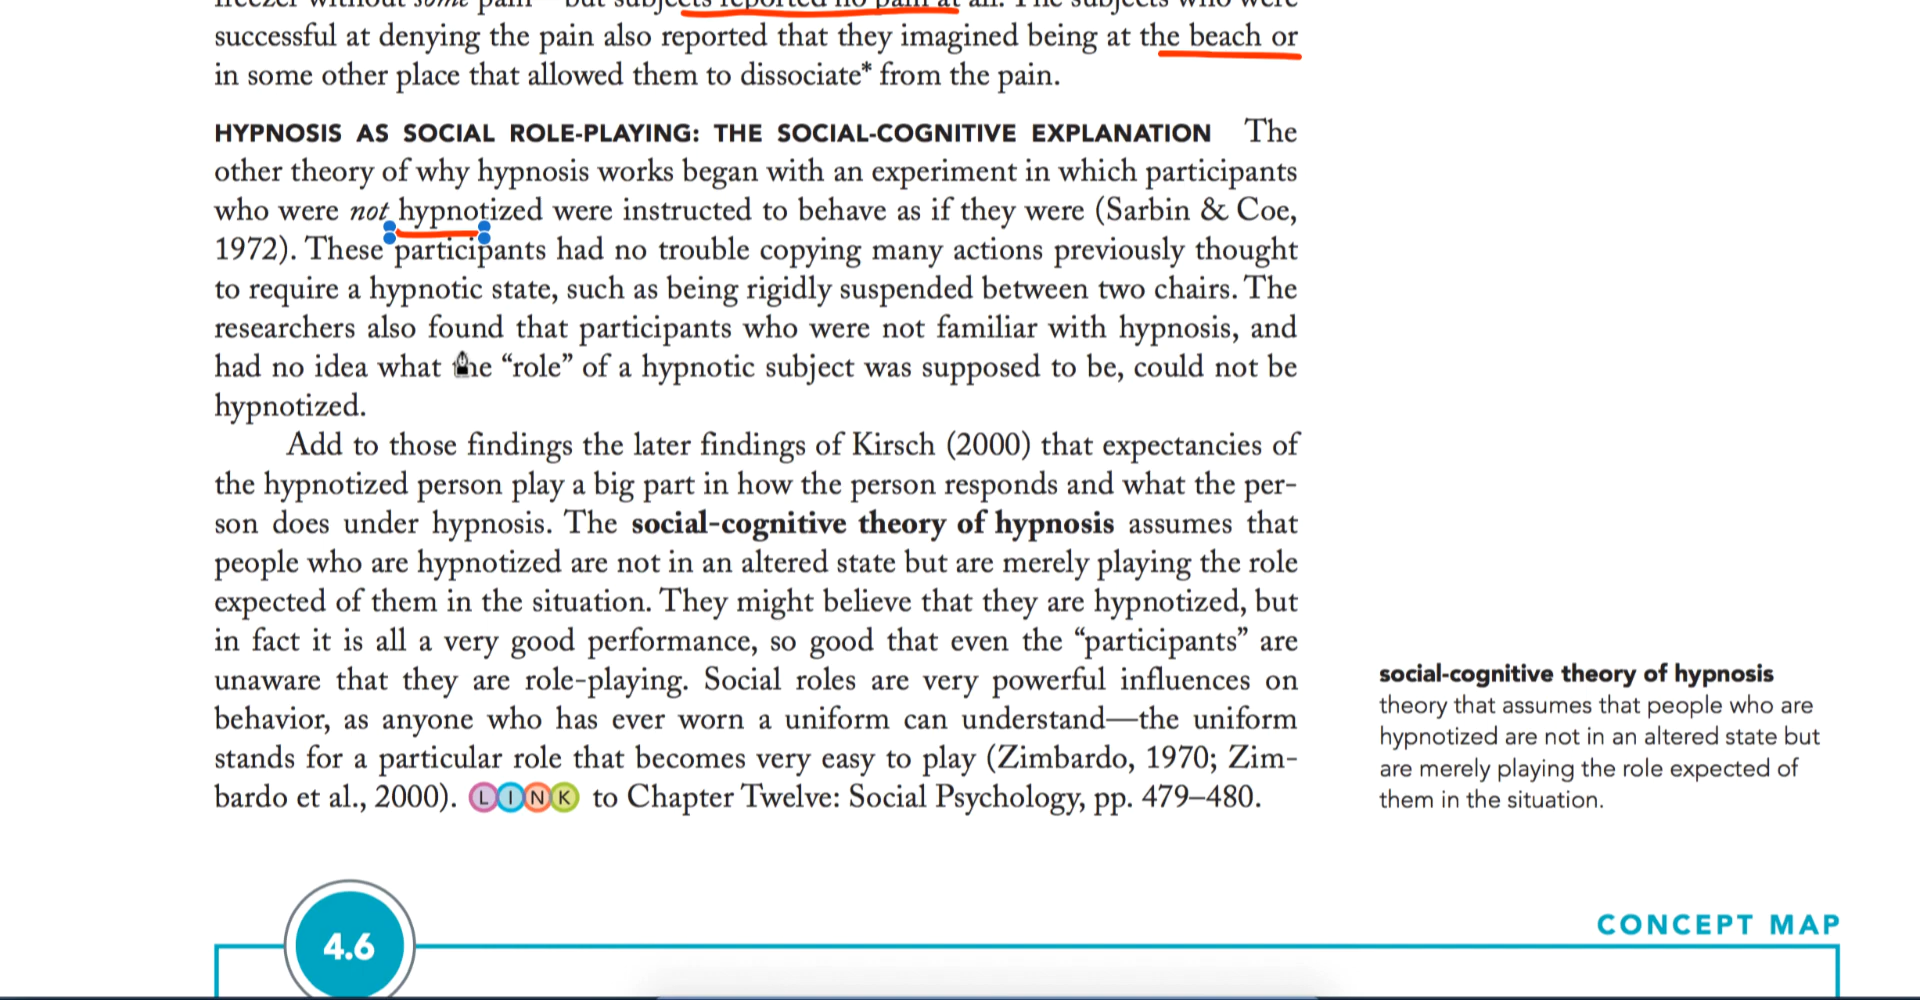 freezer without some pain—but subjects reported no pain at all. The subjects who were
successful at denying the pain also reported that they imagined being at the beach or
in some other place that allowed them to dissociate* from the pain.
HYPNOSIS AS SOCIAL ROLE-PLAYING: THE SOCIAL-COGNITIVE EXPLANATION The
other theory of why hypnosis works began with an experiment in which participants
who were not hypnotized were instructed to behave as if they were (Sarbin & Coe,
1972). These participants had no trouble copying many actions previously thought
to require a hypnotic state, such as being rigidly suspended between two chairs. The
researchers also found that participants who were not familiar with hypnosis, and
had no idea what the “role” of a hypnotic subject was supposed to be, could not be
hypnotized.
Add to those findings the later findings of Kirsch (2000) that expectancies of
the hypnotized person play a big part in how the person responds and what the per-
son does under hypnosis. The social-cognitive theory of hypnosis assumes that
people who are hypnotized are not in an altered state but are merely playing the role
expected of them in the situation. They might believe that they are hypnotized, but
in fact it is all a very good performance, so good that even the “participants” are
unaware that they are role-playing. Social roles are very powerful influences on
behavior, as anyone who has ever worn a uniform can understand—the uniform
stands for a particular role that becomes very easy to play (Zimbardo, 1970; Zim-
bardo et al., 2000). LINK to Chapter Twelve: Social Psychology, pp. 479–480.
social-cognitive theory of hypnosis
theory that assumes that people who are
hypnotized are not in an altered state but
are merely playing the role expected of
them in the situation.
4.6
CONCEPT MAP